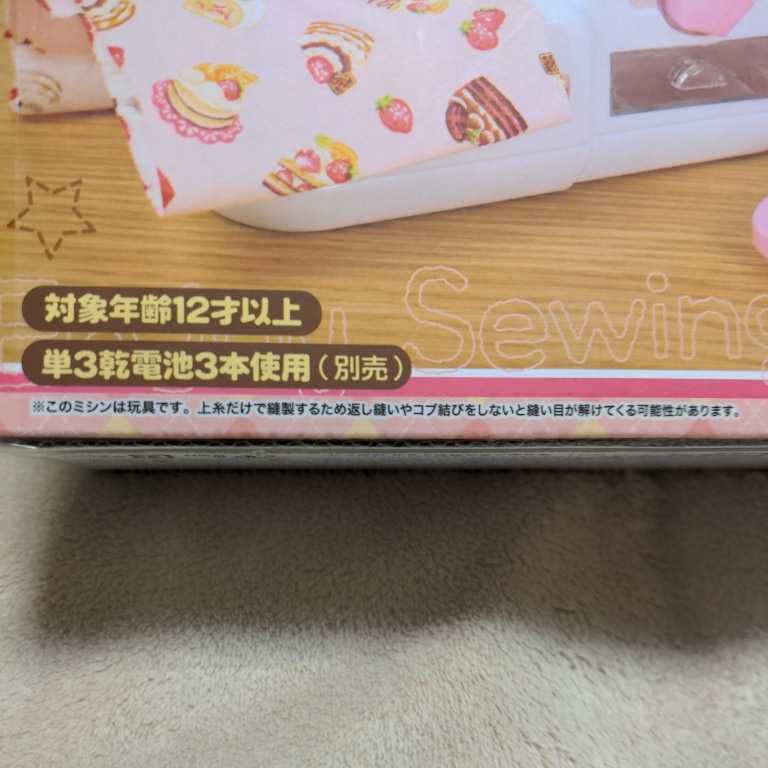 Sewing
対象年齢12才以上
単3乾電池3本使用(別売)
※このミシンは玩具です。上糸だけで縫製するため返し縫いやコブ結びをしないと縫い目が解けてくる可能性があります。